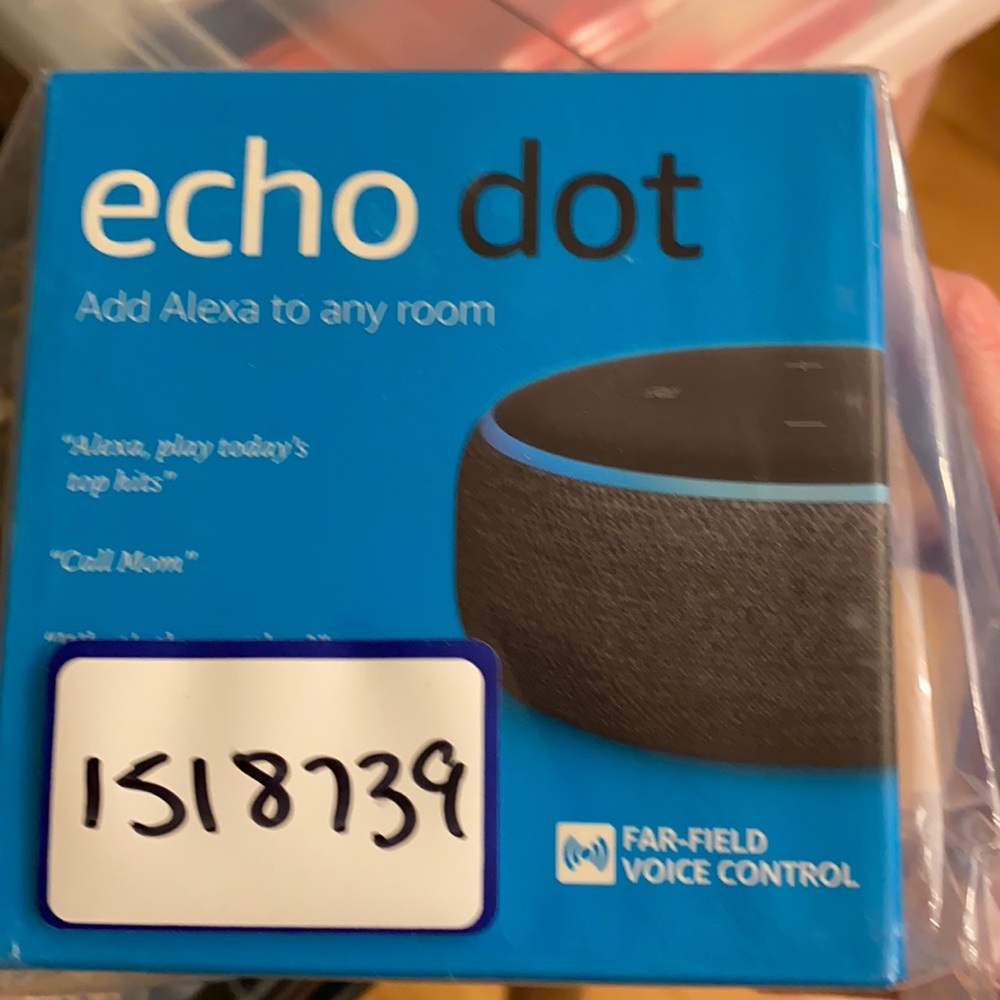 echo dot
Add Alexa to any room
"Alexa, play today's
top hits"
"Call Mom"
1518739
FAR-FIELD
VOICE CONTROL